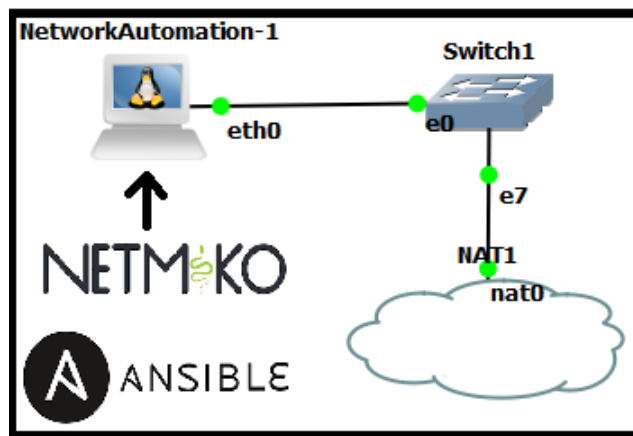 NetworkAutomation-1
Switch1
eth0
e0
e7
NAT1
nat0
NETMIKO
ANSIBLE